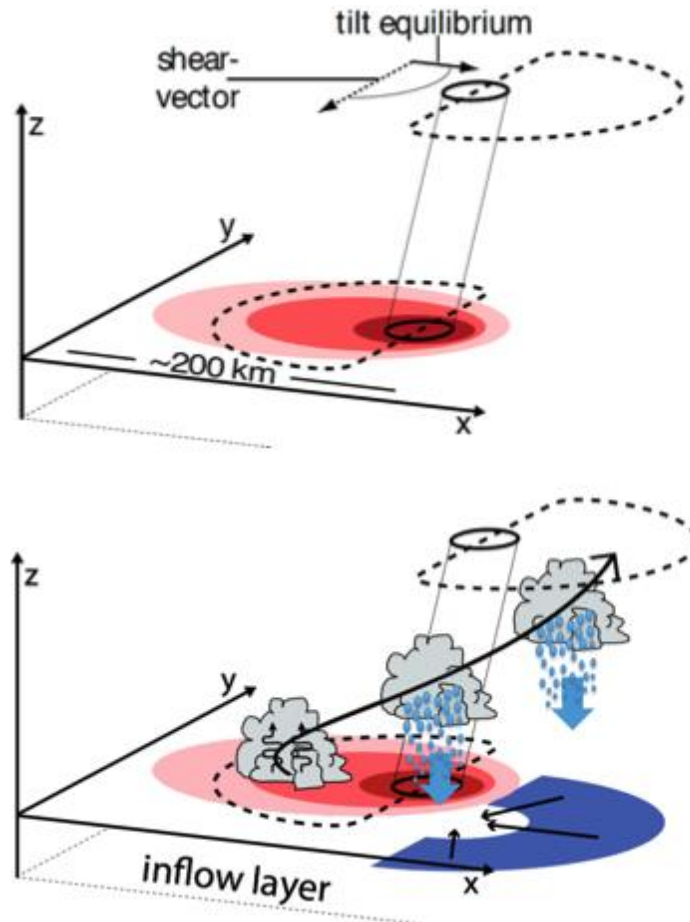 tilt equilibrium
shear-
vector
z
y
~200 km
x
z
y
x
inflow layer